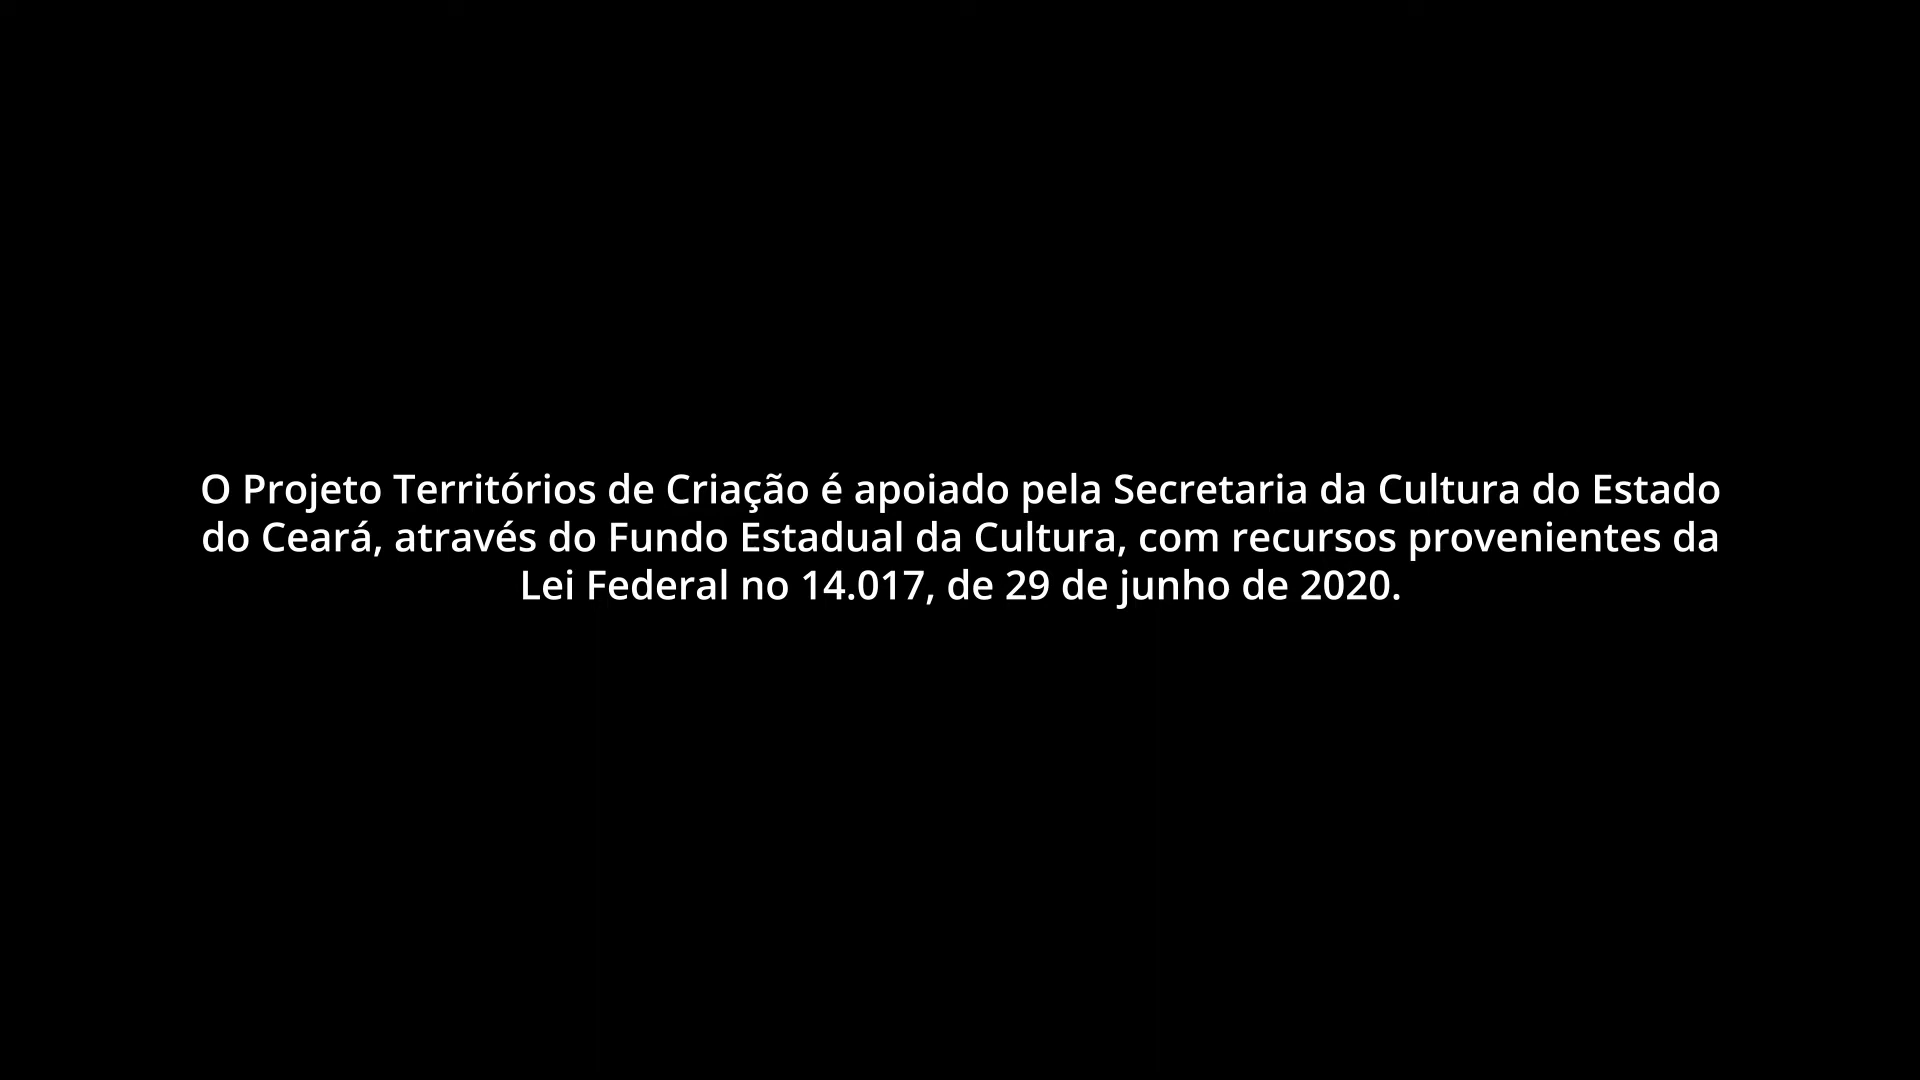 O Projeto Territórios de Criação é apoiado pela Secretaria da Cultura do Estado
do Ceará, através do Fundo Estadual da Cultura, com recursos provenientes da
Lei Federal no 14.017, de 29 de junho de 2020.